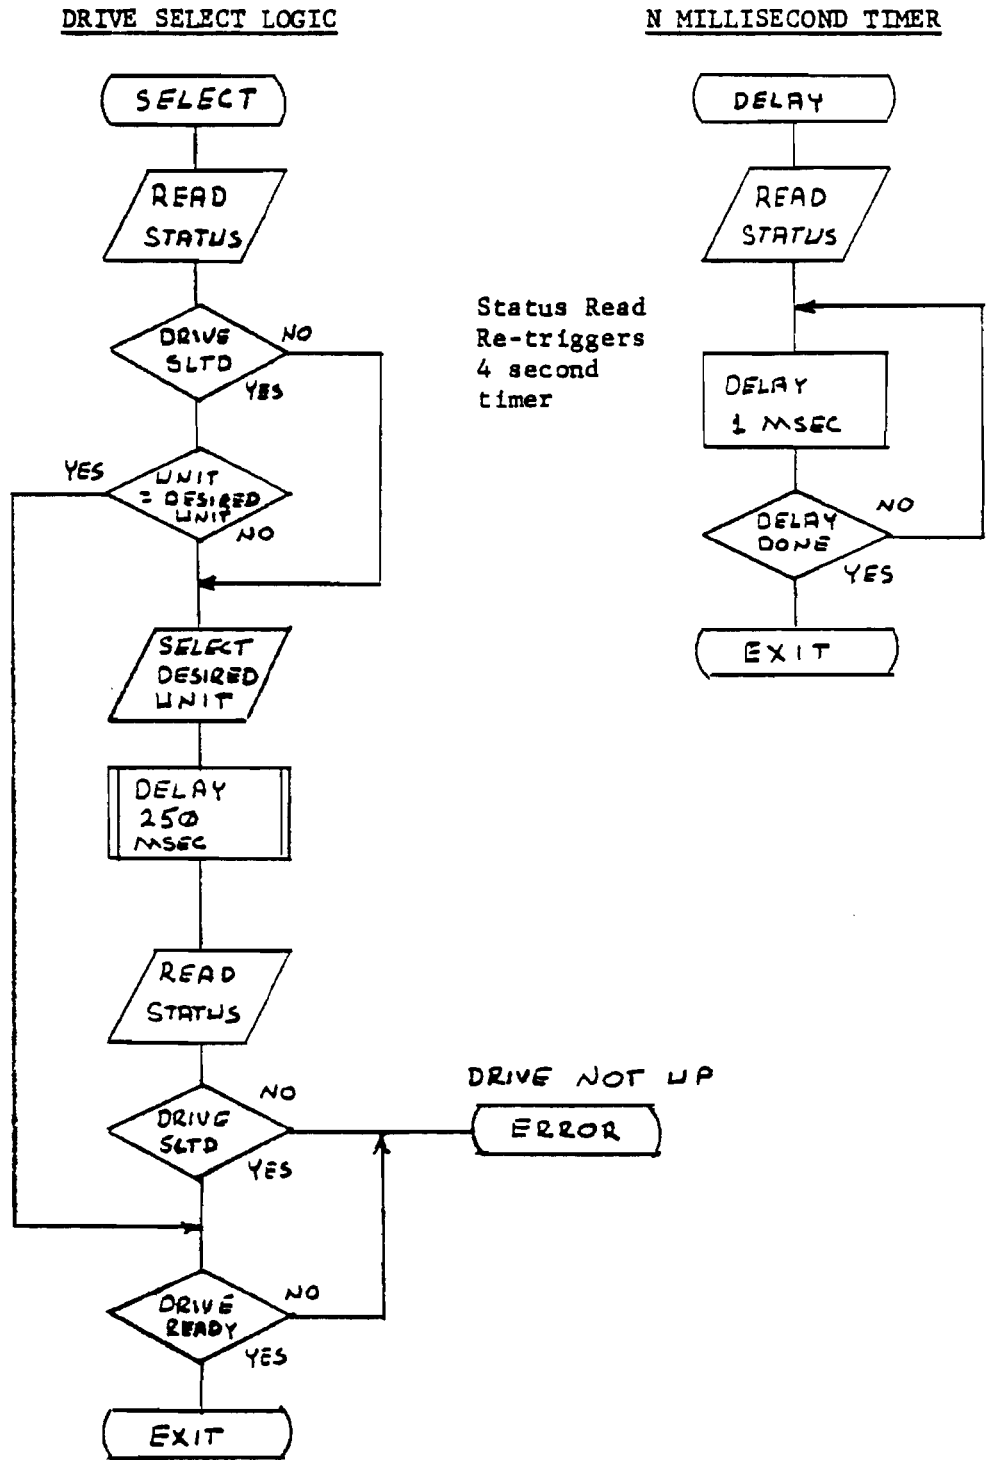 DRIVE SELECT LOGIC
SELECT
READ
STATUS
DRIVE
SLTD
NO
YES
YES
UNIT
= DESIRED
UNIT
NO
SELECT
DESIRED
UNIT
DELAY
250
MSEC
READ
STATUS
DRIVE
SLTD
NO
YES
DRIVE NOT UP
ERROR
DRIVE
READY
NO
YES
EXIT
N MILLISECOND TIMER
DELAY
READ
STATUS
Status Read
Re-triggers
4 second
timer
DELAY
1 MSEC
DELAY
DONE
NO
YES
EXIT